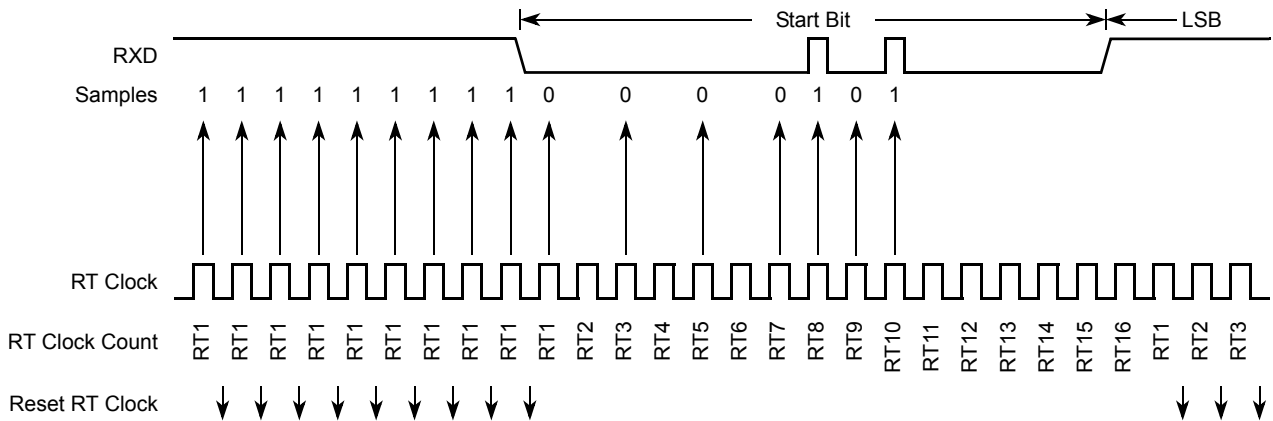 Start Bit LSB
RXD
Samples 1 1 1 1 1 1 1 1 1 0 0 0 0 1 0 1
RT Clock
RT Clock Count RT1 RT1 RT1 RT1 RT1 RT1 RT1 RT1 RT1 RT1 RT2 RT3 RT4 RT5 RT6 RT7 RT8 RT9 RT10 RT11 RT12 RT13 RT14 RT15 RT16 RT1 RT2 RT3
Reset RT Clock